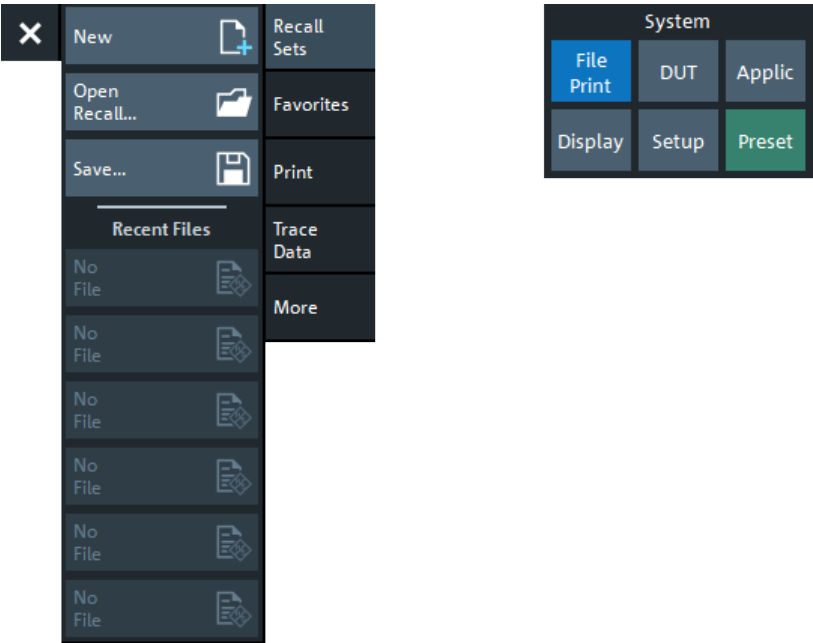 New
Open
Recall...
Save...
Recent Files
No
File
No
File
No
File
No
File
No
File
No
File
Recall
Sets
Favorites
Print
Trace
Data
More
System
File
Print
DUT
Applic
Display
Setup
Preset